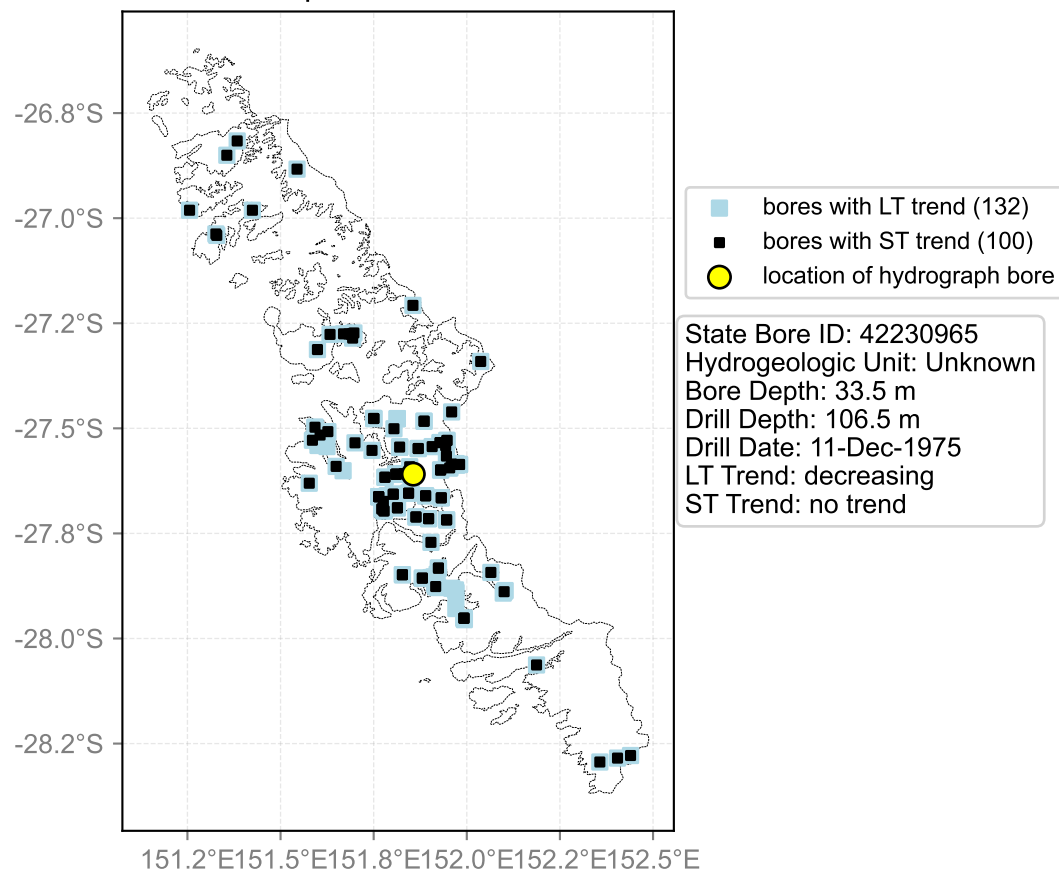 -26.8°S
-27.0°S
-27.2°S
-27.5°S
-27.8°S
-28.0°S
-28.2°S
151.2°E151.5°E151.8°E152.0°E152.2°E152.5°E
bores with LT trend (132)
bores with ST trend (100)
location of hydrograph bore
State Bore ID: 42230965
Hydrogeologic Unit: Unknown
Bore Depth: 33.5 m
Drill Depth: 106.5 m
Drill Date: 11-Dec-1975
LT Trend: decreasing
ST Trend: no trend